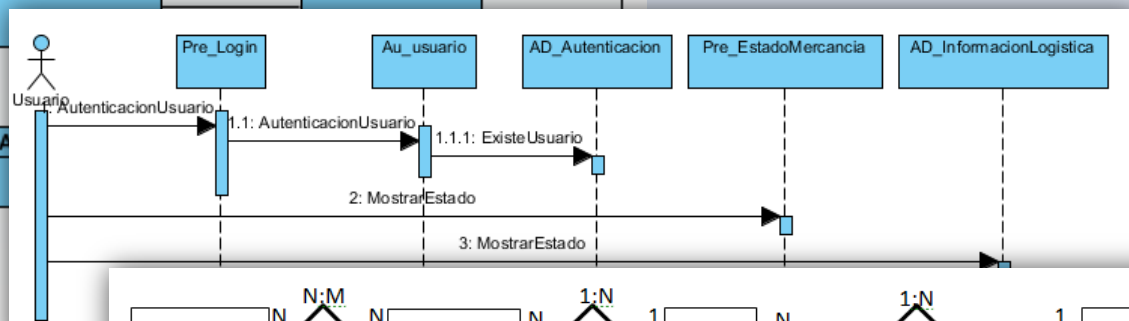 Pre_Login
Au_usuario
AD_Autenticacion
Pre_EstadoMercancia
AD_InformacionLogistica
Usuario
: AutenticacionUsuario
1.1: AutenticacionUsuario
1.1.1: ExisteUsuario
2: MostrarEstado
3: MostrarEstado
N:M
1:N
1:N
N
N
N
1
N
1